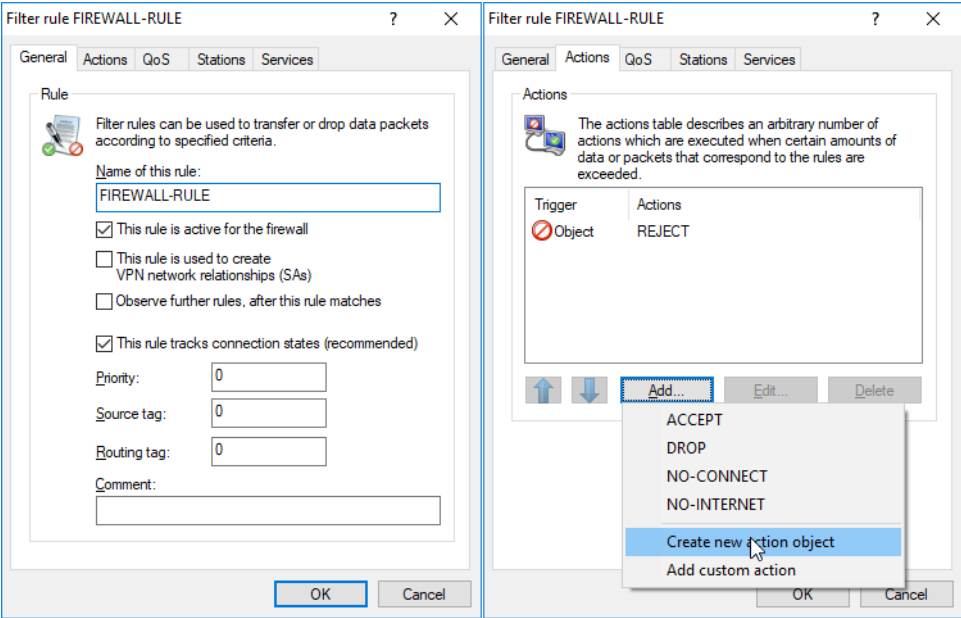 Filter rule FIREWALL-RULE
General Actions QoS Stations Services
Rule
Filter rules can be used to transfer or drop data packets
according to specified criteria.
Name of this rule:
FIREWALL-RULE
This rule is active for the firewall
This rule is used to create
VPN network relationships (SAs)
Observe further rules, after this rule matches
This rule tracks connection states (recommended)
Priority: 0
Source tag: 0
Routing tag: 0
Comment:
OK Cancel
Filter rule FIREWALL-RULE
General Actions QoS Stations Services
Actions
The actions table describes an arbitrary number of
actions which are executed when certain amounts of
data or packets that correspond to the rules are
exceeded.
Trigger Actions
Object REJECT
Add... Edit... Delete
ACCEPT
DROP
NO-CONNECT
NO-INTERNET
Create new action object
Add custom action
OK Cancel